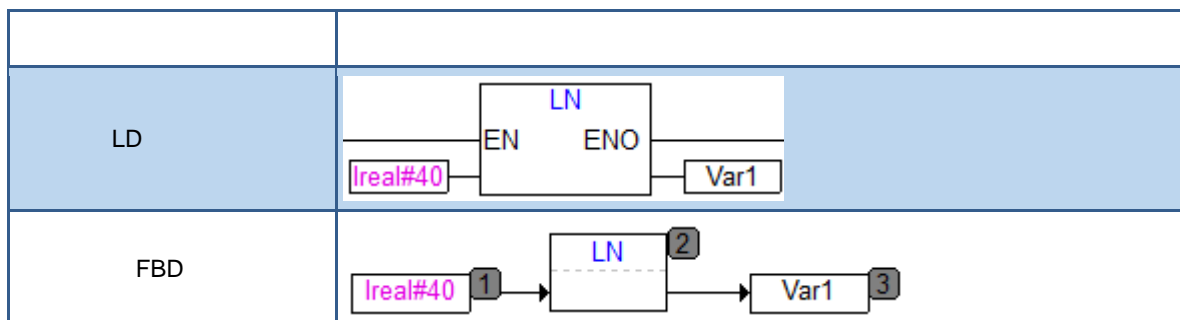 LN
LD
EN ENO
lreal#40 Var1
LN 2
FBD
lreal#40 1 Var1 3